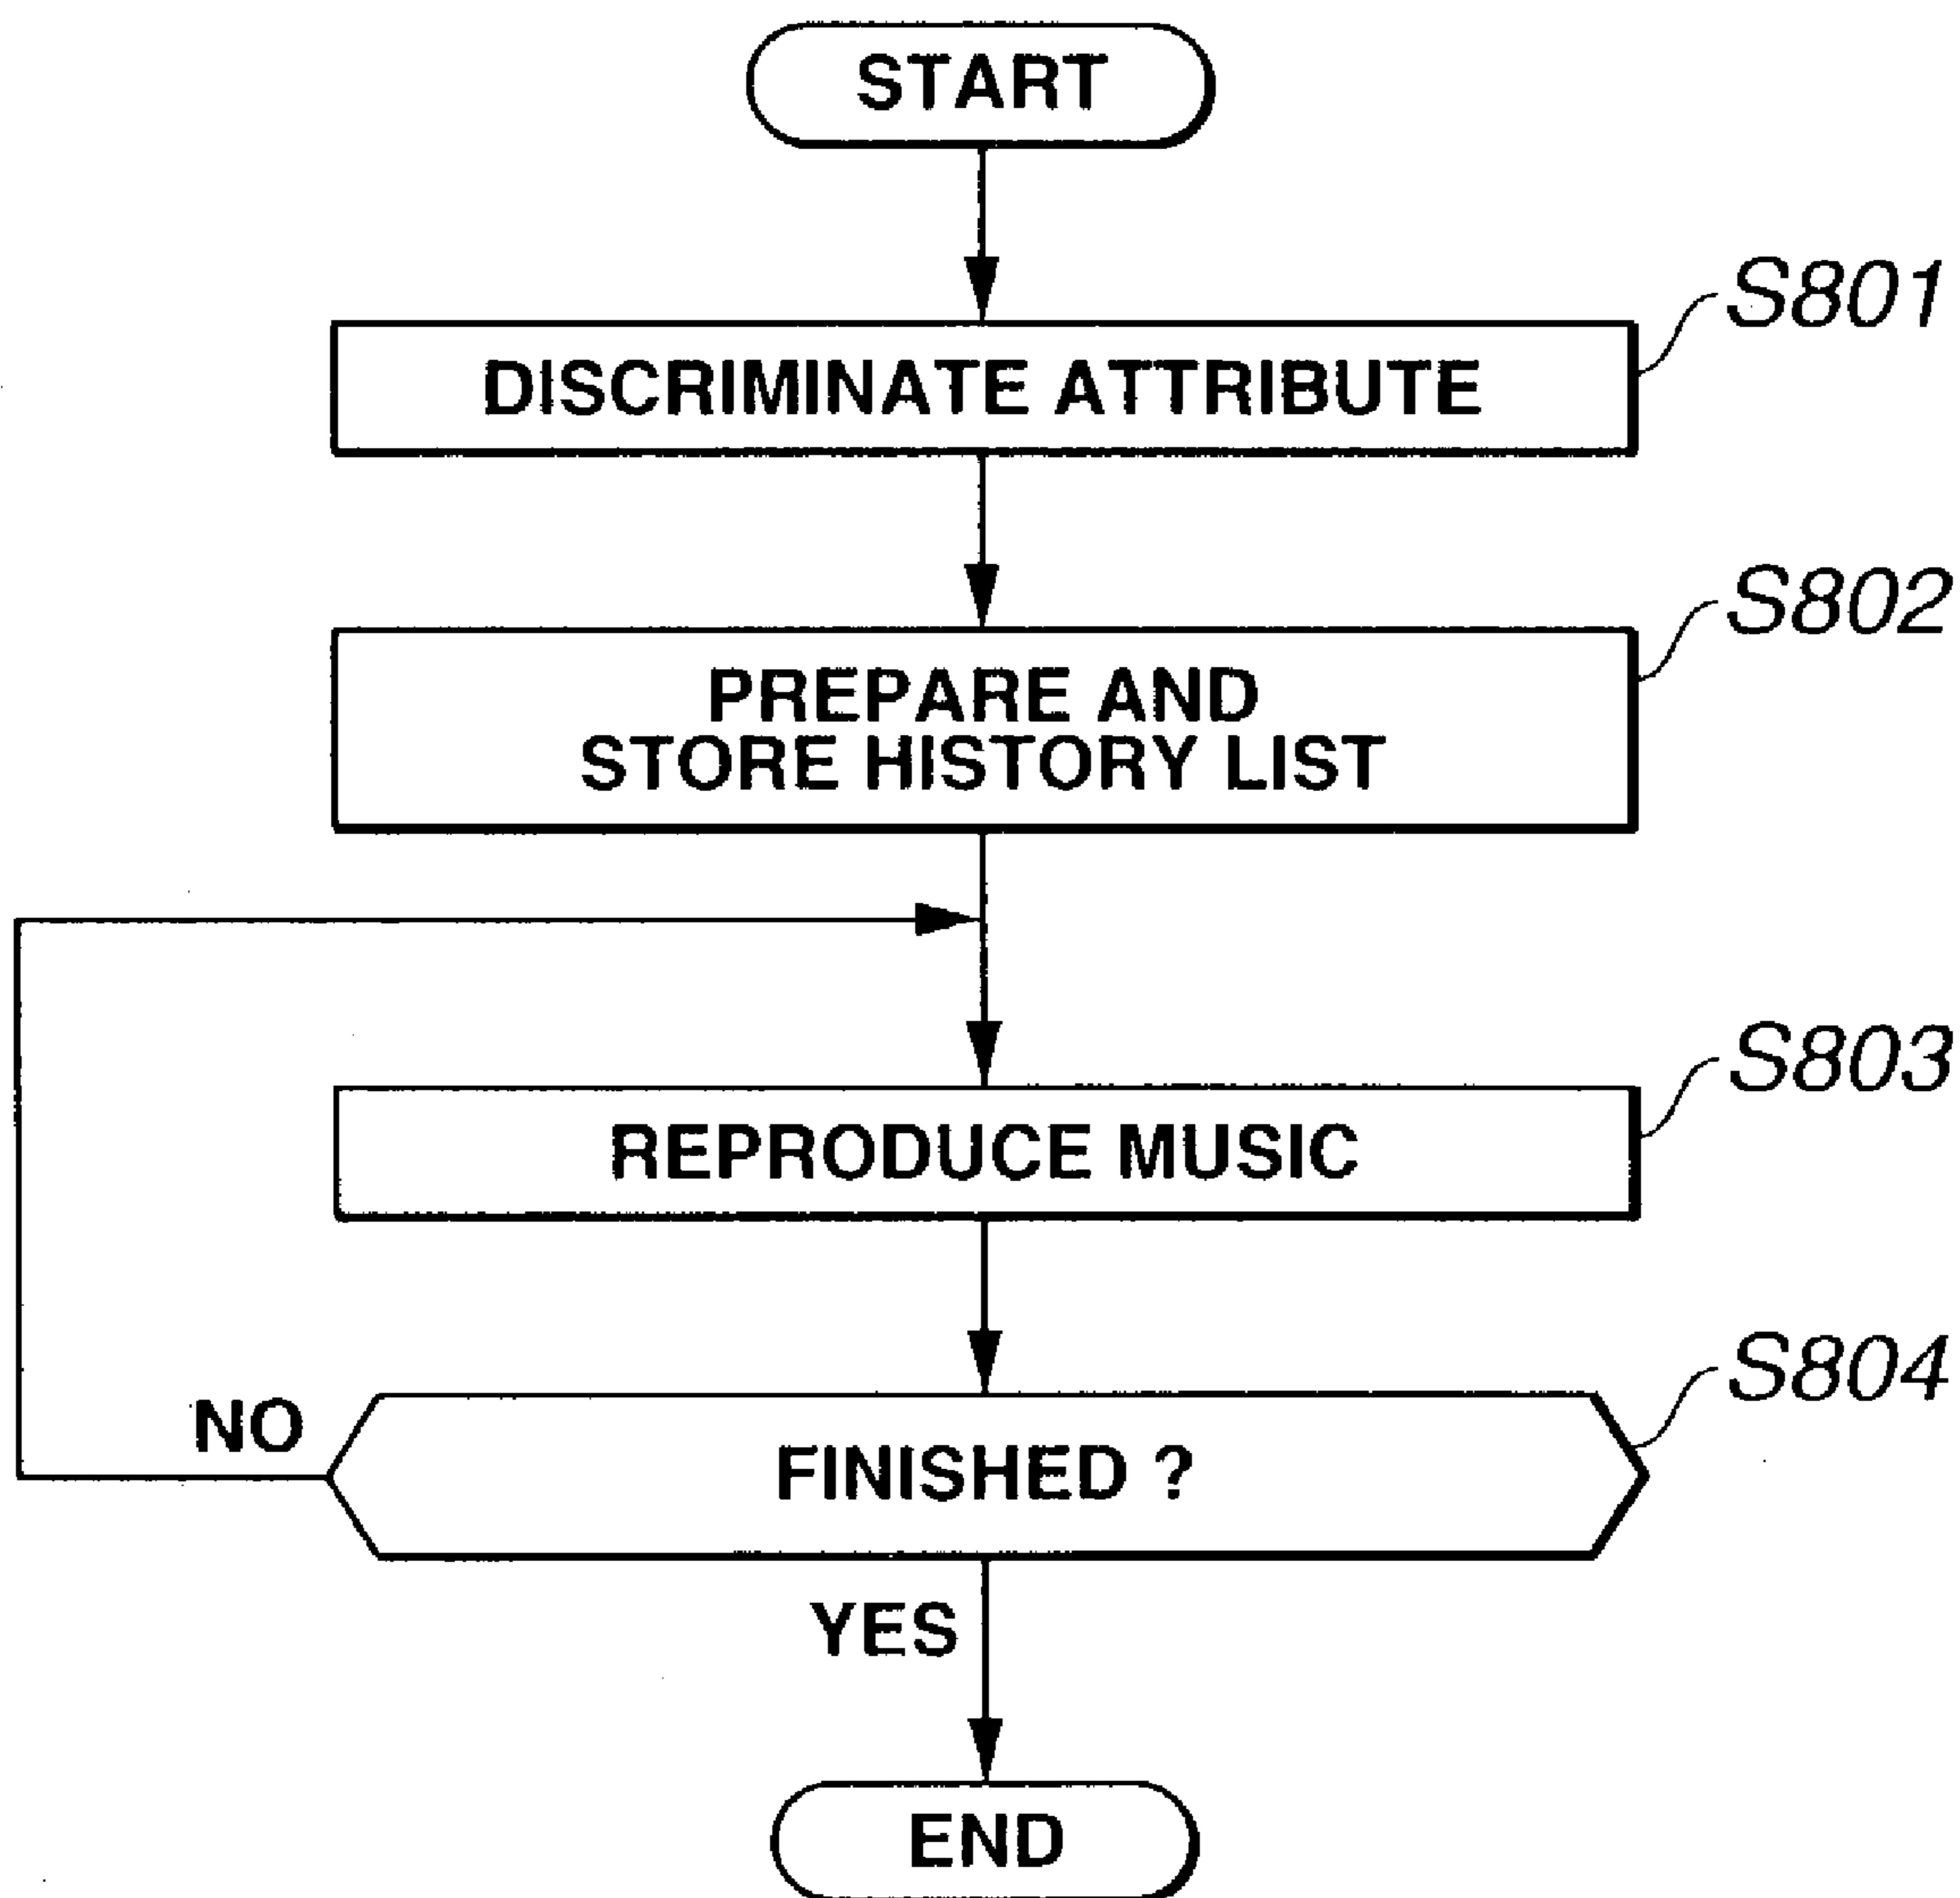 START
S801
DISCRIMINATE ATTRIBUTE
S802
PREPARE AND
STORE HISTORY LIST
S803
REPRODUCE MUSIC
S804
NO
FINISHED ?
YES
END